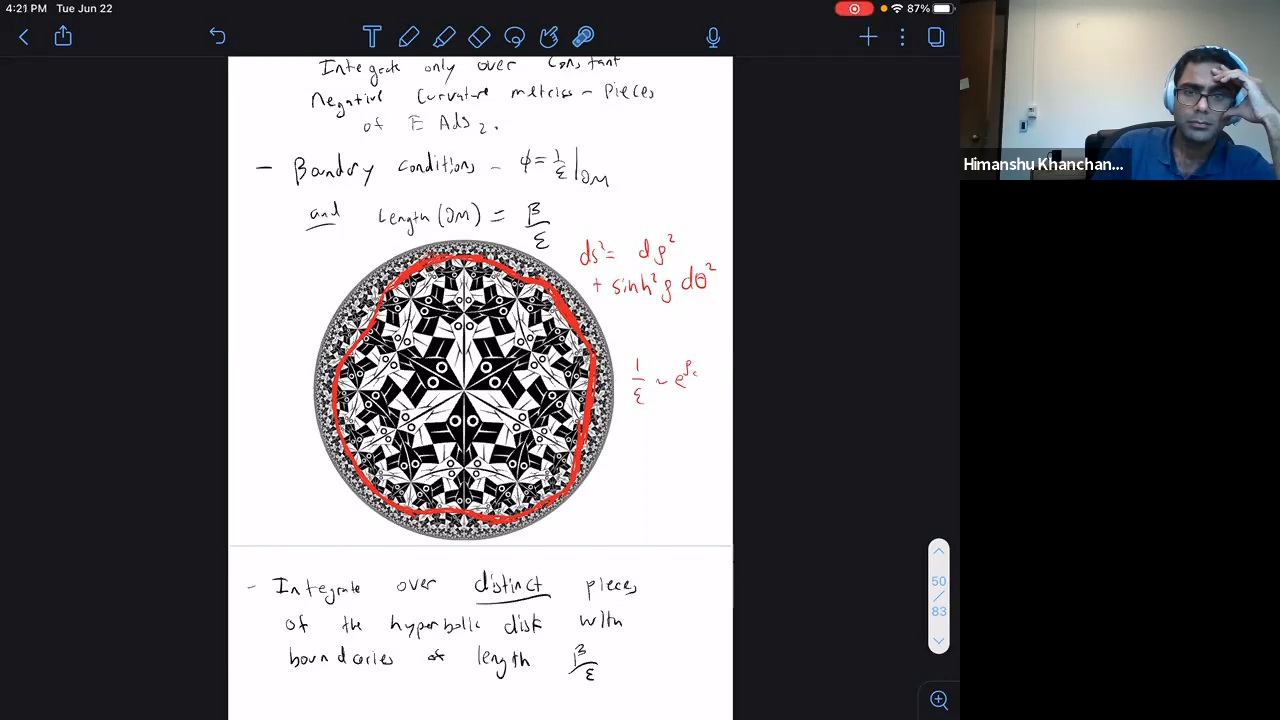 4:21 PM Tue Jun 22
87%
Integrate only over Constant
Negative Curvature metrics - Pieces
of E AdS₂.
- Boundry conditions - ϕ = 1/ε |∂M
and Length(∂M) = β/ε
ds² = dρ²
+ sinh²ρ dθ²
1/ε ~ e^ρc
- Integrate over distinct pieces
of the hyperbolic disk with
boundaries of length β/ε
50
/
83
Himanshu Khanchan...